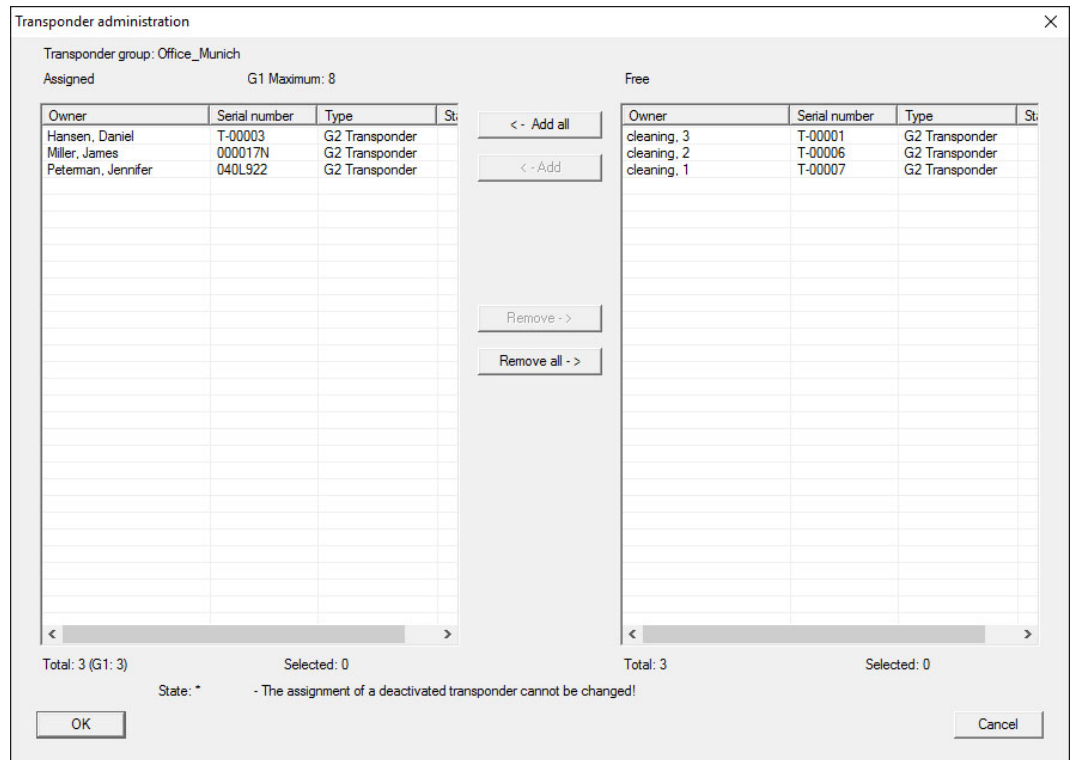 Transponder administration
Transponder group: Office_Munich
Assigned G1 Maximum: 8 Free
Owner Serial number Type Sta
Hansen, Daniel T-00003 G2 Transponder
Miller, James 000017N G2 Transponder
Peterman, Jennifer 040L922 G2 Transponder
< - Add all
< - Add
Remove - >
Remove all - >
Owner Serial number Type Sta
cleaning, 3 T-00001 G2 Transponder
cleaning, 2 T-00006 G2 Transponder
cleaning, 1 T-00007 G2 Transponder
Total: 3 (G1: 3) Selected: 0 Total: 3 Selected: 0
State: * - The assignment of a deactivated transponder cannot be changed!
OK Cancel